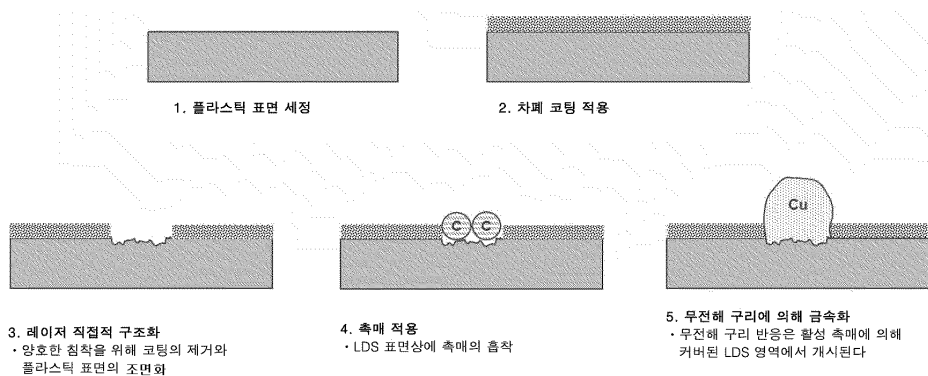 1. 플라스틱 표면 세정
2. 차폐 코팅 적용
C C
Cu
3. 레이저 직접적 구조화
· 양호한 침착을 위해 코팅의 제거와
플라스틱 표면의 조면화
4. 촉매 적용
· LDS 표면상에 촉매의 흡착
5. 무전해 구리에 의해 금속화
· 무전해 구리 반응은 활성 촉매에 의해
커버된 LDS 영역에서 개시된다